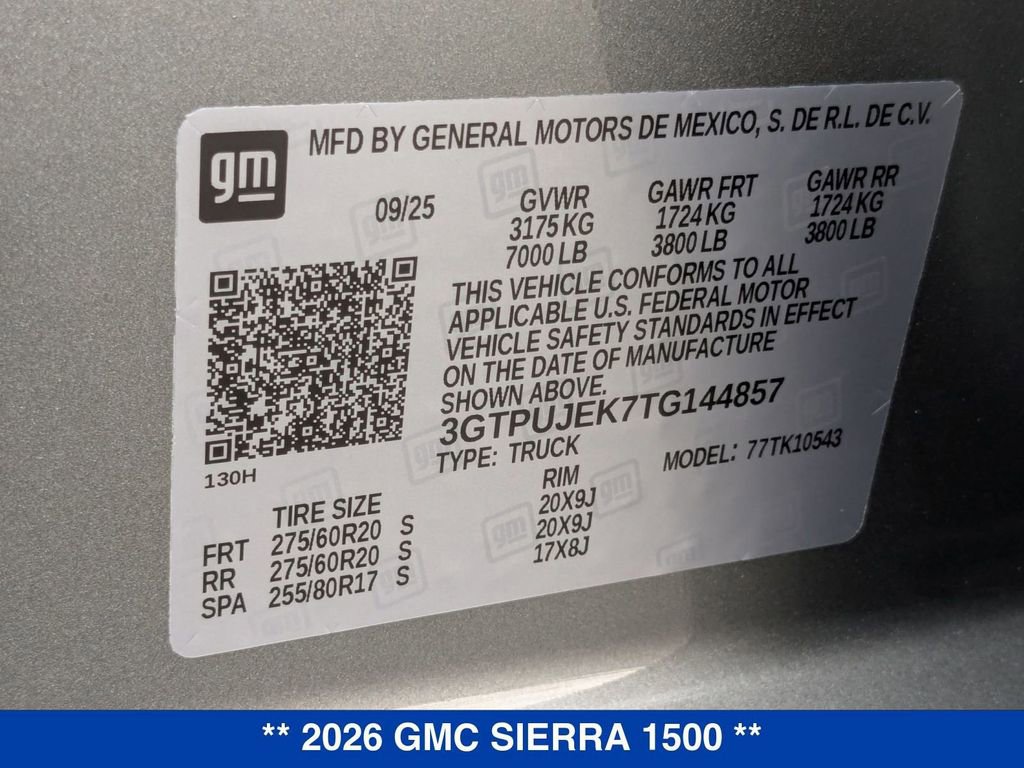 gm
MFD BY GENERAL MOTORS DE MEXICO, S. DE R.L. DE C.V.
09/25 GVWR GAWR FRT GAWR RR
3175 KG 1724 KG 1724 KG
7000 LB 3800 LB 3800 LB
THIS VEHICLE CONFORMS TO ALL
APPLICABLE U.S. FEDERAL MOTOR
VEHICLE SAFETY STANDARDS IN EFFECT
ON THE DATE OF MANUFACTURE
SHOWN ABOVE.
3GTPUJEK7TG144857
TYPE: TRUCK MODEL: 77TK10543
130H
TIRE SIZE RIM
FRT 275/60R20 S 20X9J
RR 275/60R20 S 20X9J
SPA 255/80R17 S 17X8J
** 2026 GMC SIERRA 1500 **